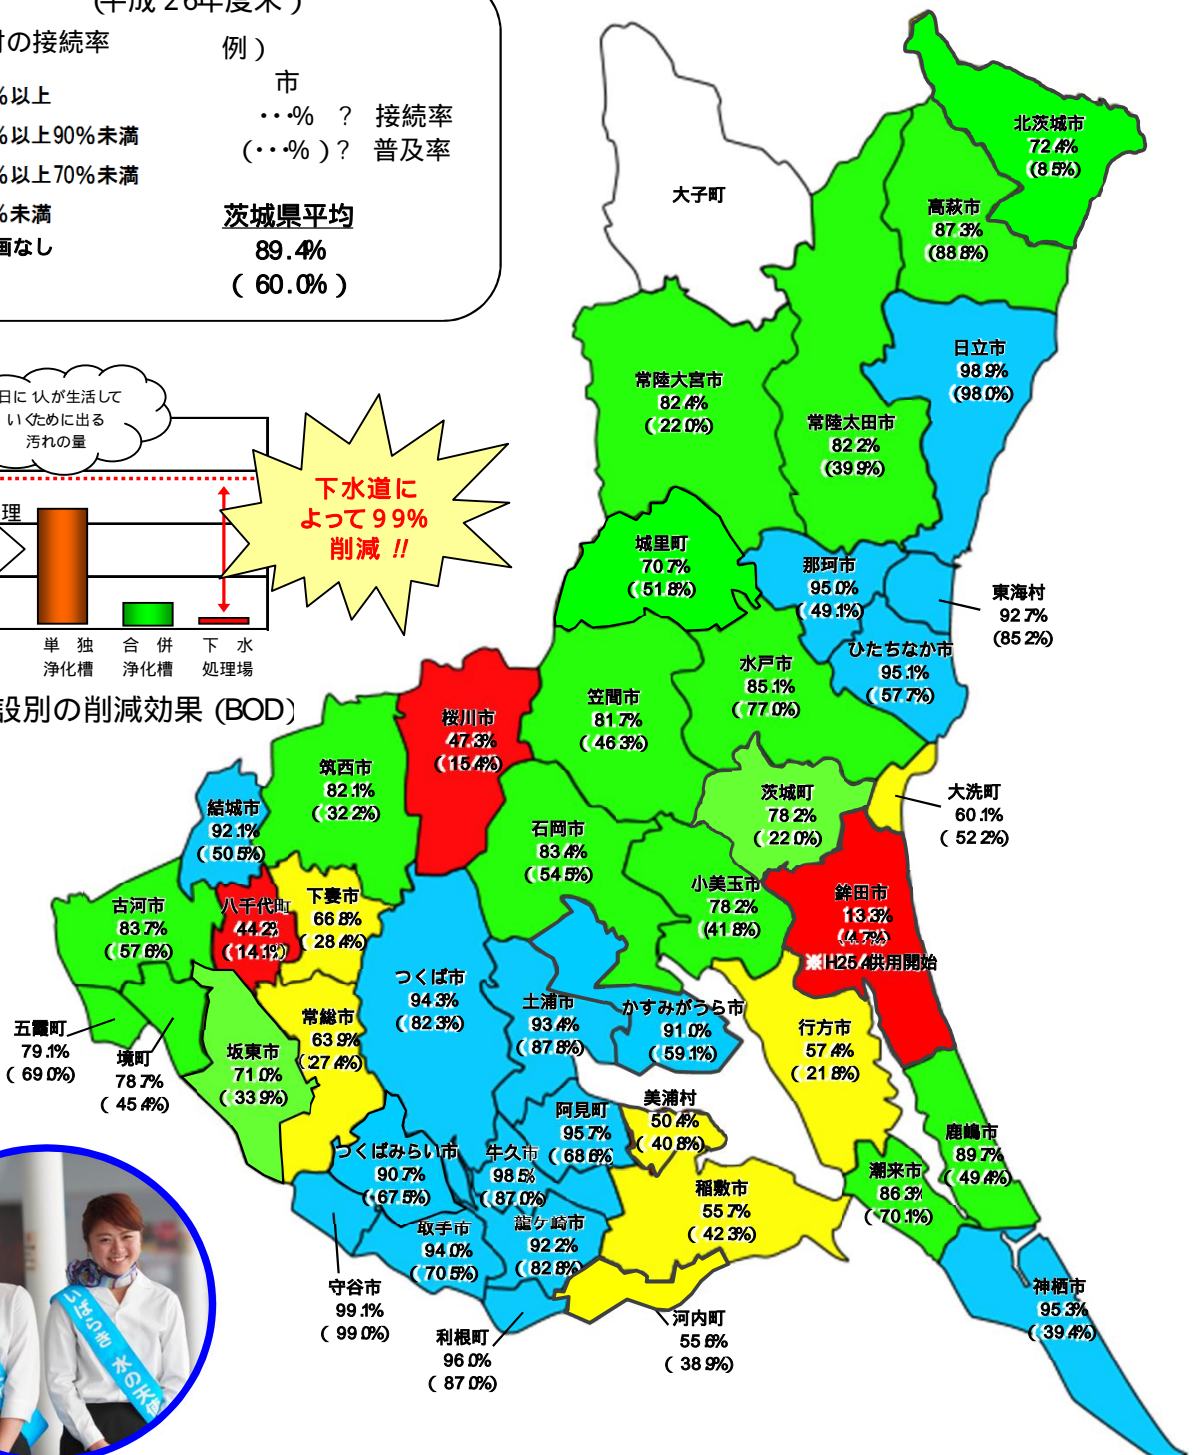 (平成26年度末)
村の接続率
例)
市
･･･% ? 接続率
(･･･%)? 普及率
%以上
%以上90%未満
%以上70%未満
%未満
画なし
茨城県平均
89.4%
(60.0%)
日に1人が生活して
いくために出る
汚れの量
理
下水道に
よって99%
削減!!
単独
浄化槽
合併
浄化槽
下水
処理場
設別の削減効果(BOD)
大子町
北茨城市
72.4%
(85%)
高萩市
87.3%
(88.8%)
日立市
98.9%
(98.0%)
常陸大宮市
82.4%
(22.0%)
常陸太田市
82.2%
(39.9%)
城里町
70.7%
(51.8%)
那珂市
95.0%
(49.1%)
東海村
92.7%
(85.2%)
ひたちなか市
95.1%
(57.7%)
水戸市
85.1%
(77.0%)
笠間市
81.7%
(46.3%)
桜川市
47.3%
(15.4%)
筑西市
82.1%
(32.2%)
結城市
92.1%
(50.5%)
茨城町
78.2%
(22.0%)
大洗町
60.1%
(52.2%)
石岡市
83.4%
(54.5%)
小美玉市
78.2%
(41.8%)
鉾田市
13.3%
(4.7%)
※H25.4供用開始
古河市
83.7%
(57.6%)
八千代町
44.2%
(14.1%)
下妻市
66.8%
(28.4%)
つくば市
94.3%
(82.3%)
土浦市
93.4%
(87.8%)
かすみがうら市
91.0%
(59.1%)
行方市
57.4%
(21.8%)
五霞町
79.1%
(69.0%)
境町
78.7%
(45.4%)
坂東市
71.0%
(33.9%)
常総市
63.9%
(27.4%)
阿見町
95.7%
(68.6%)
美浦村
50.4%
(40.8%)
鹿嶋市
89.7%
(49.4%)
潮来市
86.3%
(70.1%)
つくばみらい市
90.7%
(67.5%)
牛久市
98.5%
(87.0%)
稲敷市
55.7%
(42.3%)
取手市
94.0%
(70.5%)
龍ケ崎市
92.2%
(82.8%)
守谷市
99.1%
(99.0%)
利根町
96.0%
(87.0%)
河内町
55.6%
(38.9%)
神栖市
95.3%
(39.4%)
いばらき 水の天使